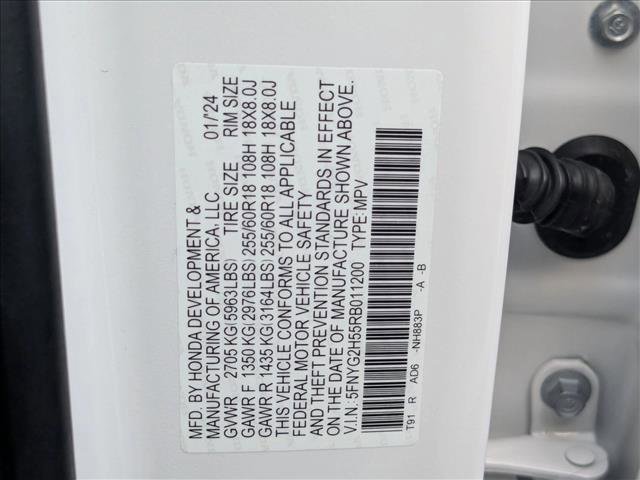 MFD. BY HONDA DEVELOPMENT &
MANUFACTURING OF AMERICA, LLC 01/'24
GVWR 2705 KG(5963LBS) TIRE SIZE RIM SIZE
GAWR F 1350 KG(2976LBS) 255/60R18 108H 18X8.0J
GAWR R 1435 KG(3164LBS) 255/60R18 108H 18X8.0J
THIS VEHICLE CONFORMS TO ALL APPLICABLE
FEDERAL MOTOR VEHICLE SAFETY
AND THEFT PREVENTION STANDARDS IN EFFECT
ON THE DATE OF MANUFACTURE SHOWN ABOVE.
V.I.N.: 5FNYG2H55RB011200 TYPE: MPV
T91 R AD6 -NH883P -A -B